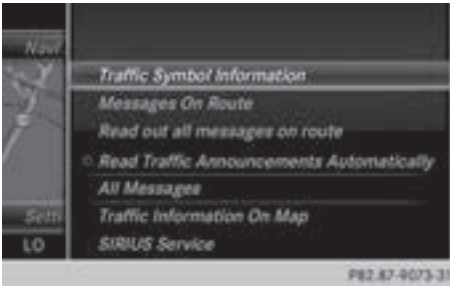 Navi
Traffic Symbol Information
Messages On Route
Read out all messages on route
Read Traffic Announcements Automatically
All Messages
Traffic Information On Map
SIRIUS Service
LO
P82.87-9073-31